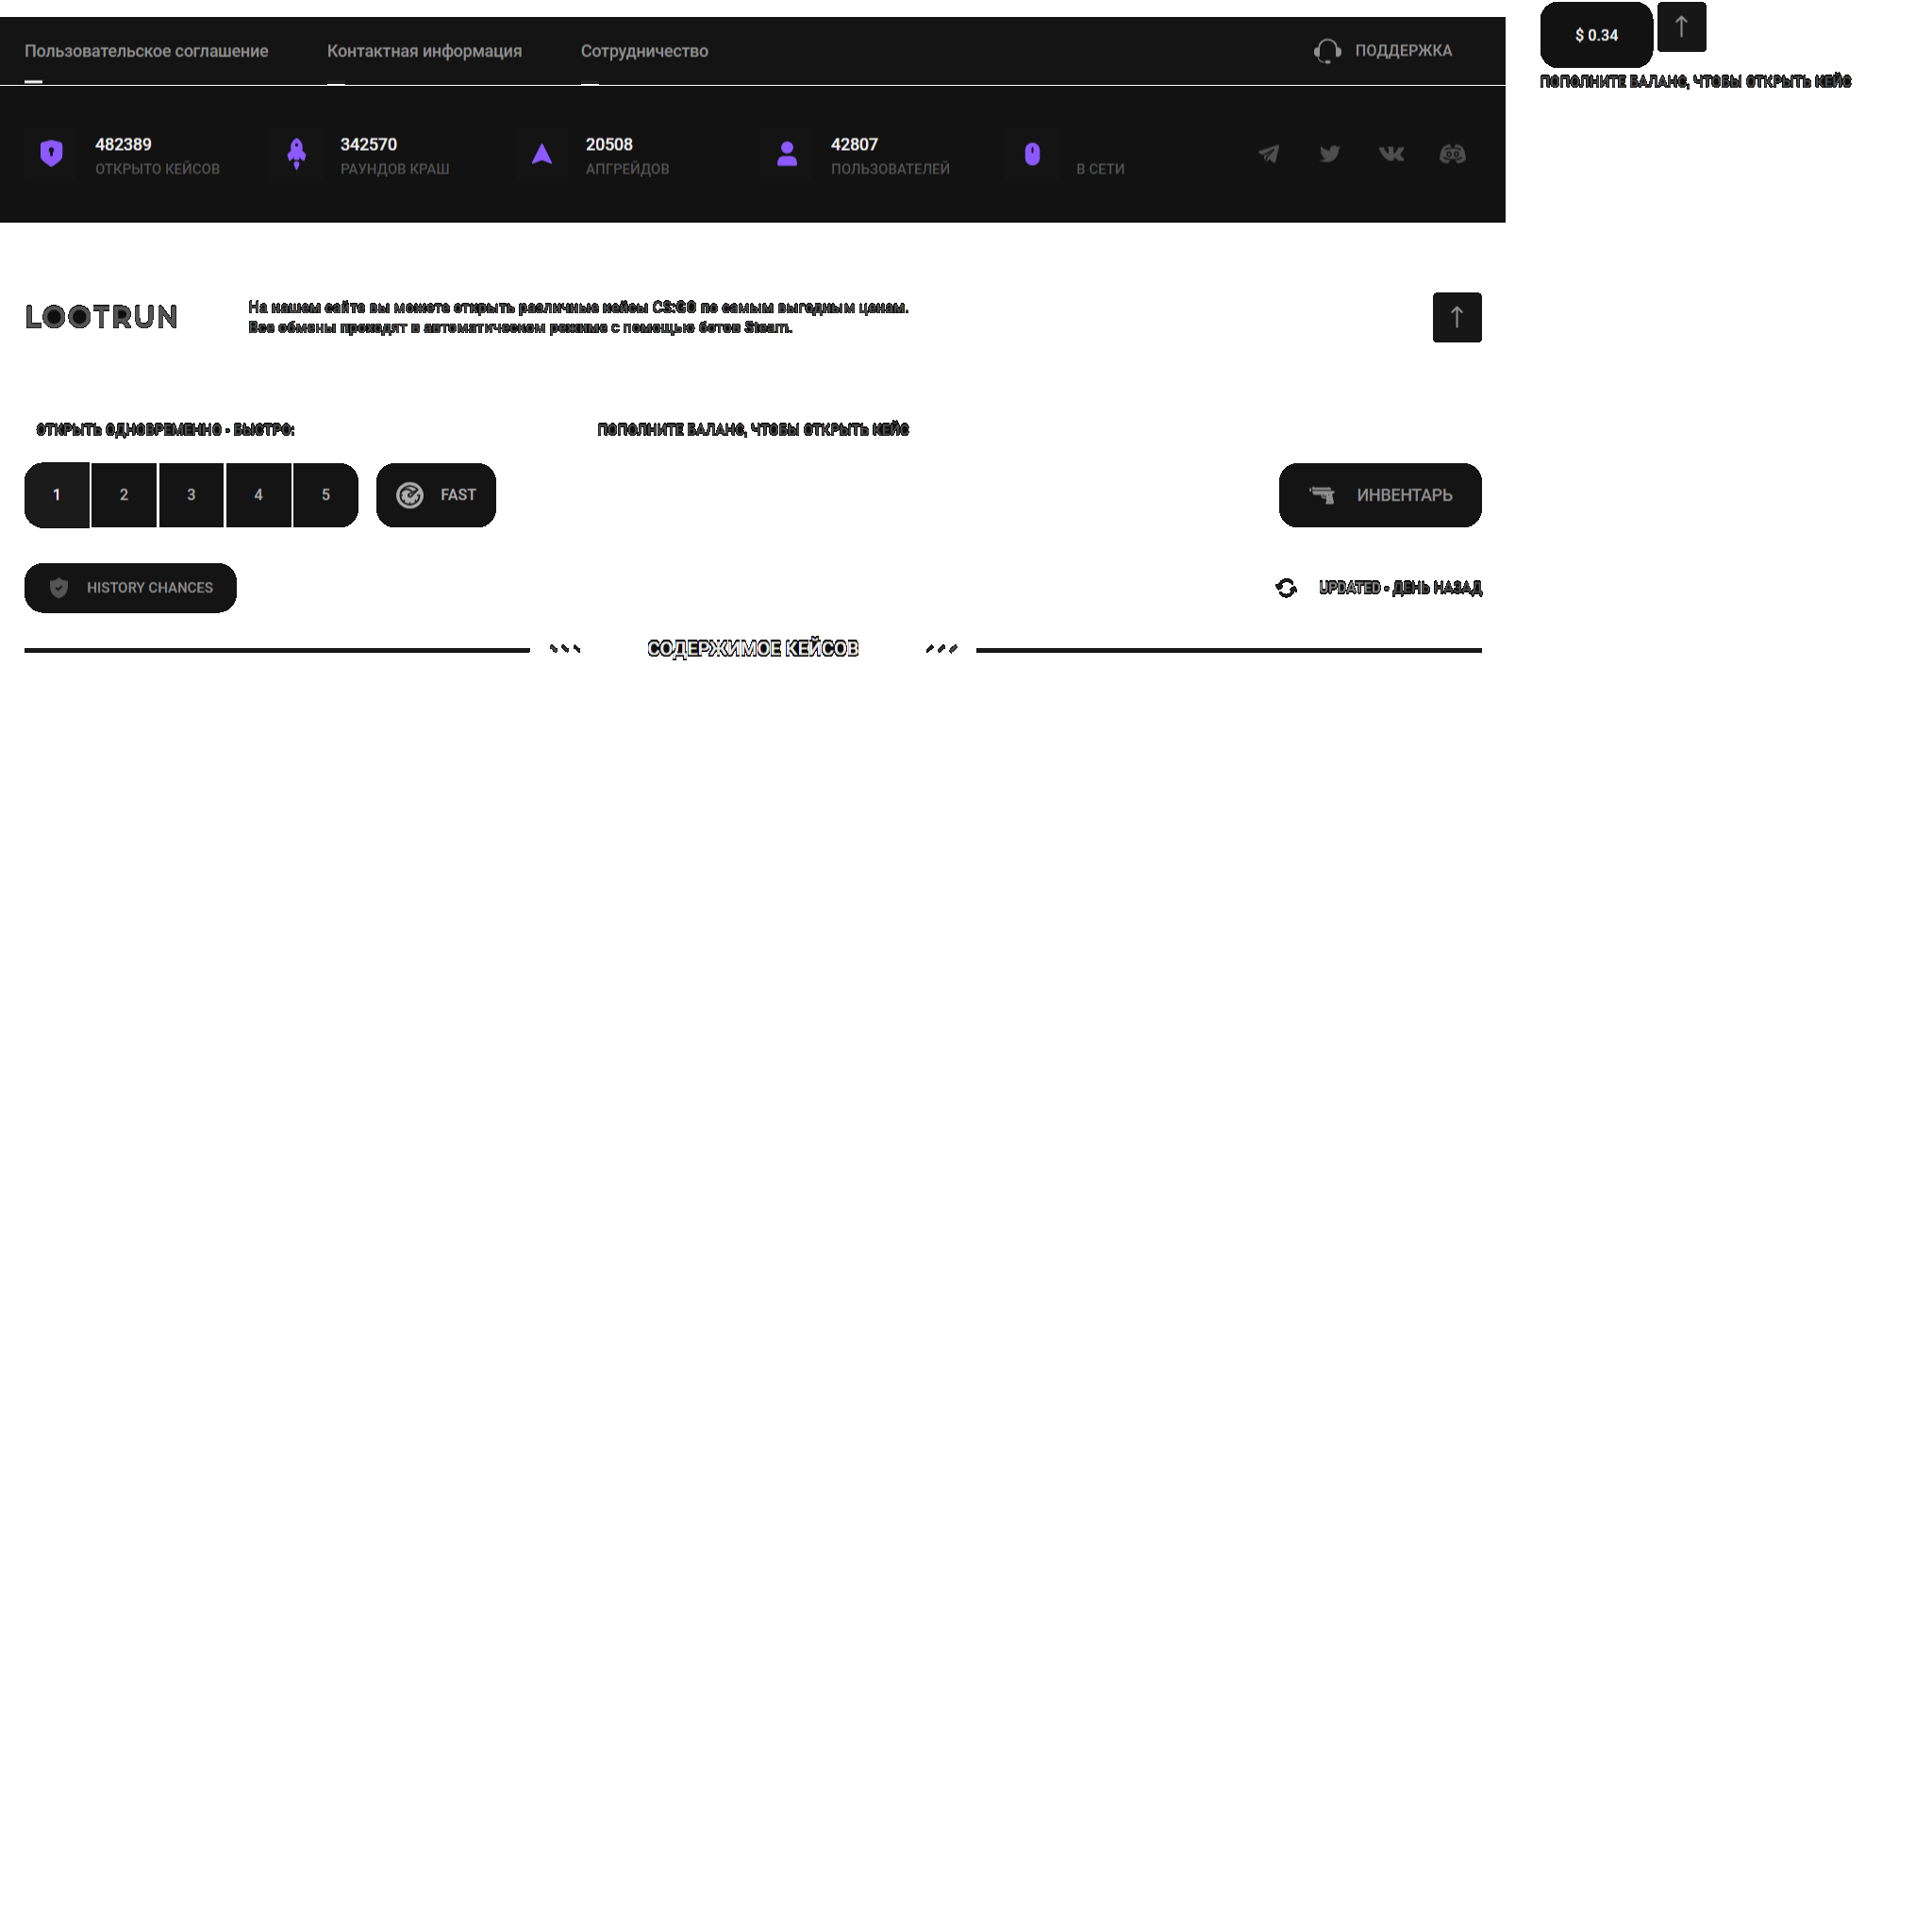 Пользовательское соглашение Контактная информация Сотрудничество ПОДДЕРЖКА
482389 342570 20508 42807
ОТКРЫТО КЕЙСОВ РАУНДОВ КРАШ АПГРЕЙДОВ ПОЛЬЗОВАТЕЛЕЙ В СЕТИ
LOOTRUN
На нашем сайте вы можете открыть различные кейсы CS:GO по самым выгодным ценам.
Все обмены проходят в автоматическом режиме с помощью ботов Steam.
ОТКРЫТЬ ОДНОВРЕМЕННО - БЫСТРО:
ПОПОЛНИТЕ БАЛАНС, ЧТОБЫ ОТКРЫТЬ КЕЙС
1 2 3 4 5 FAST ИНВЕНТАРЬ
HISTORY CHANCES UPDATED - ДЕНЬ НАЗАД
СОДЕРЖИМОЕ КЕЙСОВ
$ 0.34
ПОПОЛНИТЕ БАЛАНС, ЧТОБЫ ОТКРЫТЬ КЕЙС